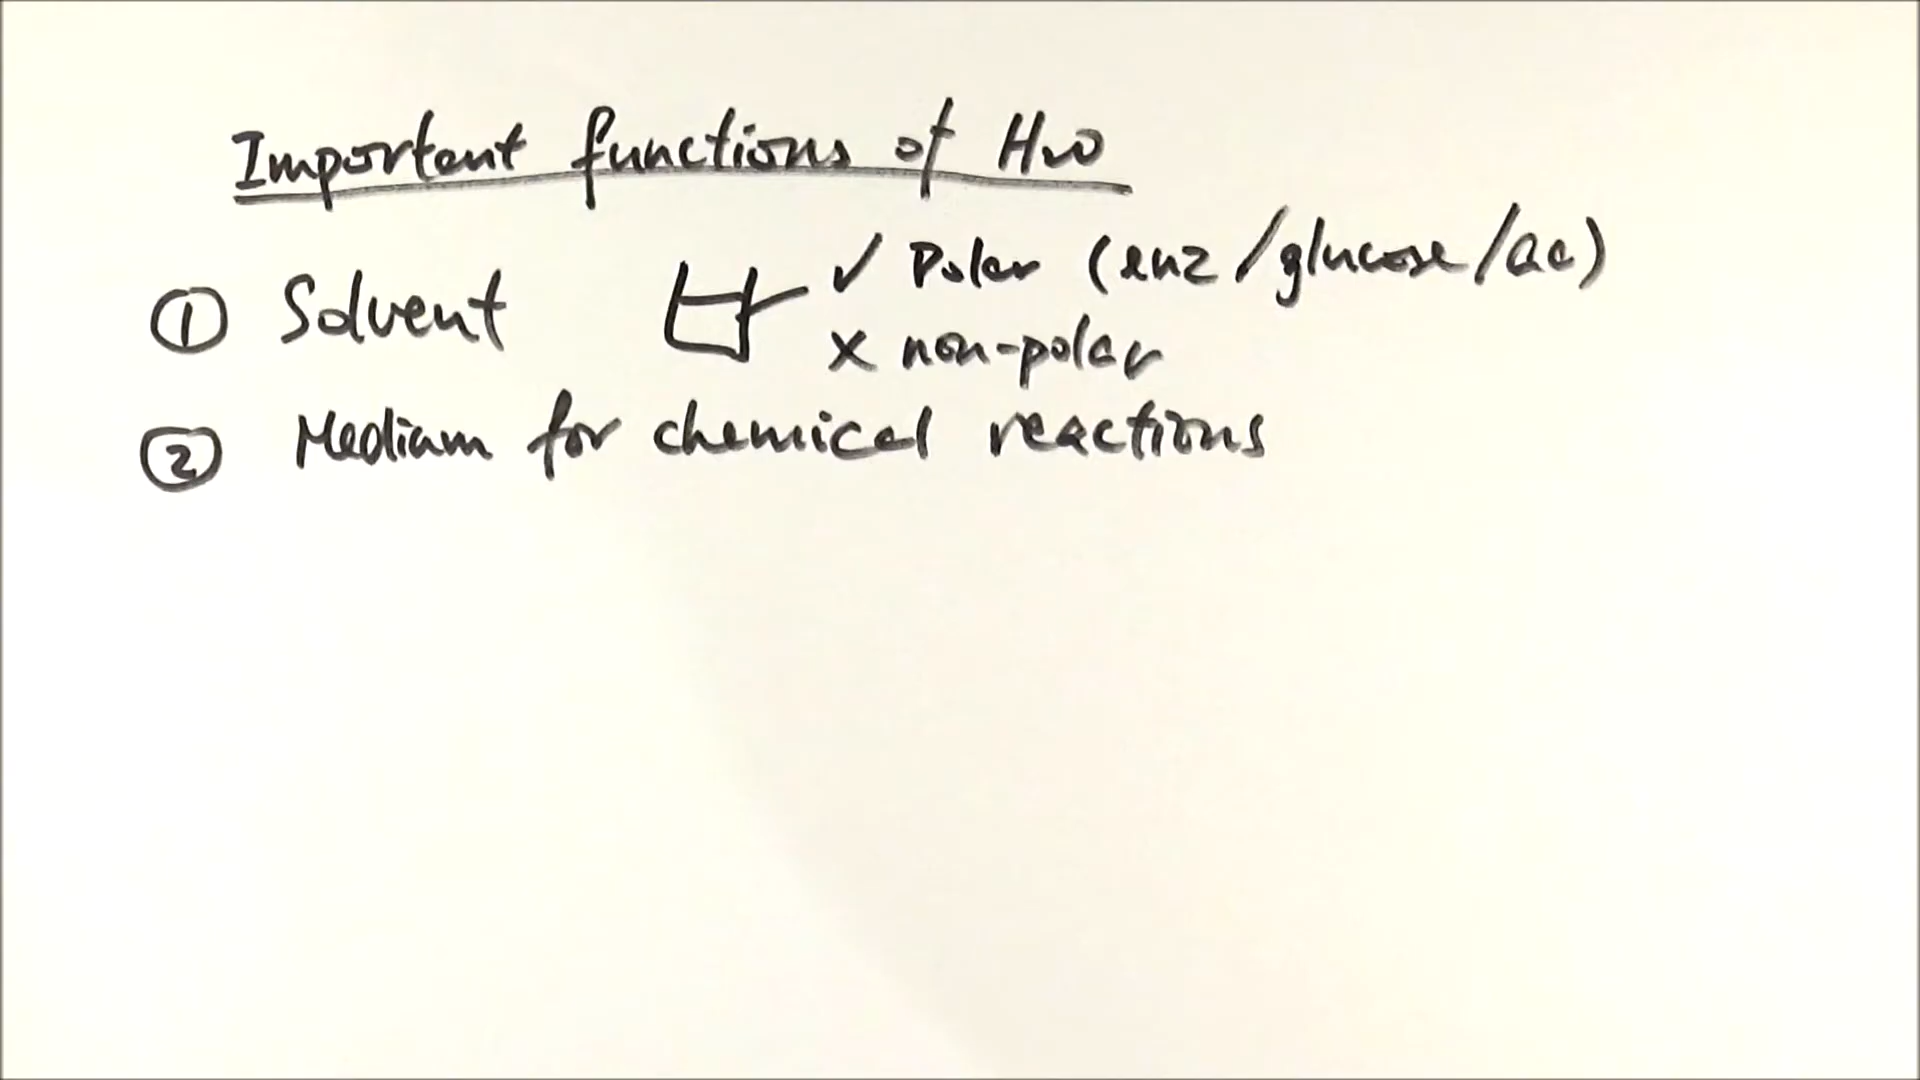 Important functions of H2O
① Solvent
✓ Polar (enz/glucose/aa)
x non-polar
② Medium for chemical reactions